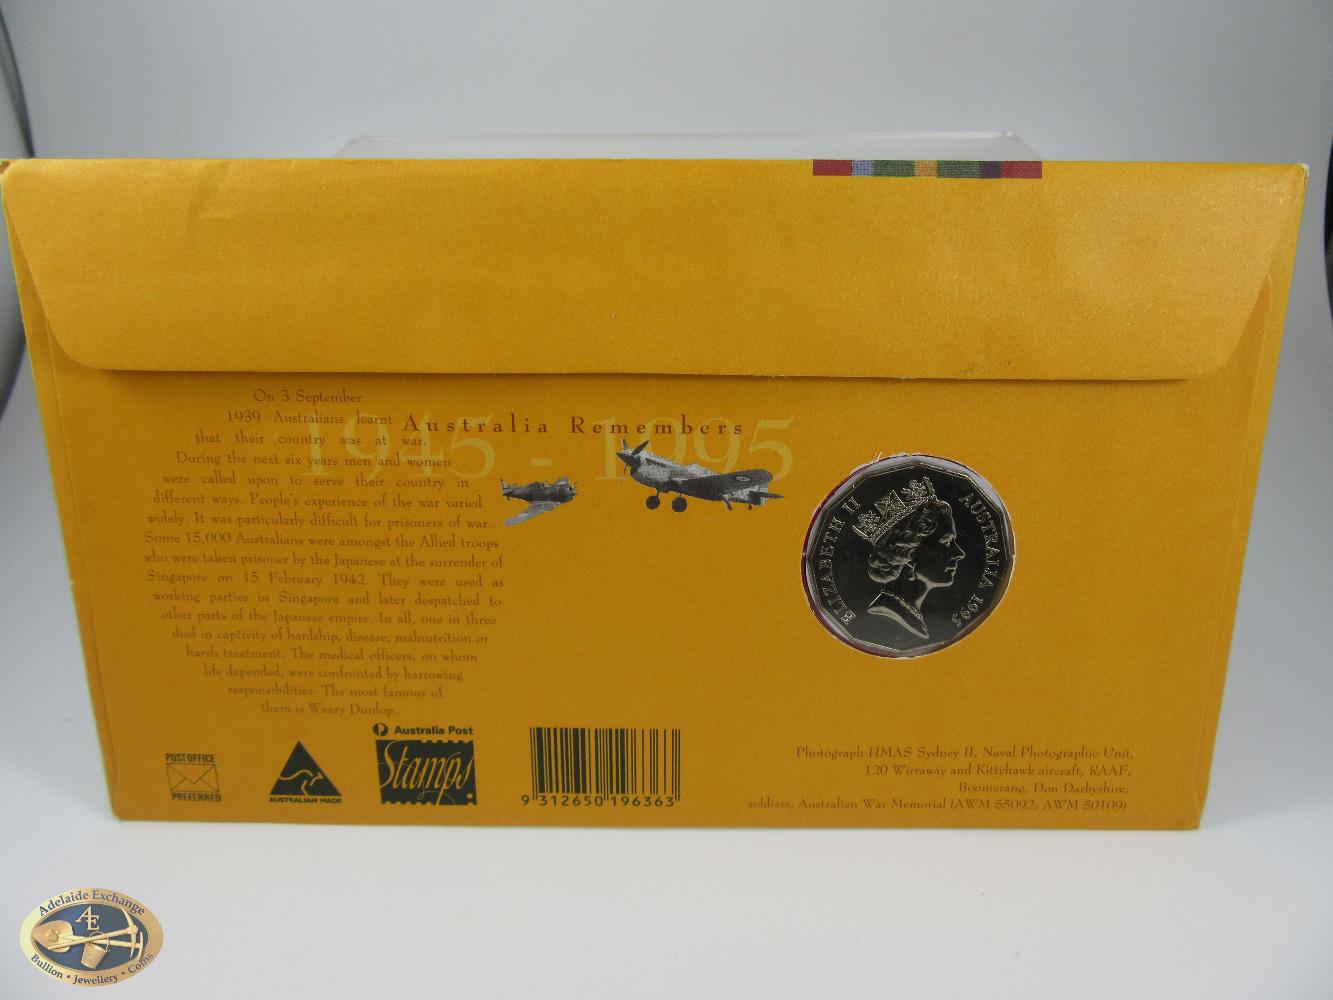 On 3 September
1939 Australians learnt
that their country was at war.
During the next six years men and women
were called upon to serve their country in
different ways. People's experience of the war varied
widely. It was particularly difficult for prisoners of war.
Some 15,000 Australians were amongst the Allied troops
who were taken prisoner by the Japanese at the surrender of
Singapore on 15 February 1942. They were used as
working parties in Singapore and later despatched to
other parts of the Japanese empire. In all, one in three
died in captivity of hardship, disease, malnutrition or
harsh treatment. The medical officers, on whom
life depended, were confronted by harrowing
responsibilities. The most famous of
them is Weary Dunlop.
Australia Remembers
1945 - 1995
ELIZABETH II
AUSTRALIA 1995
POST OFFICE
PREFERRED
AUSTRALIAN MADE
Australia Post
Stamps
9 312650 196363
Photograph HMAS Sydney II, Naval Photographic Unit,
120 Wirraway and Kittyhawk aircraft, RAAF;
Boomerang, Don Darbyshire;
soldiers, Australian War Memorial (AWM 55092; AWM 50109)
Adelaide Exchange
AE
Bullion • Jewellery • Coins